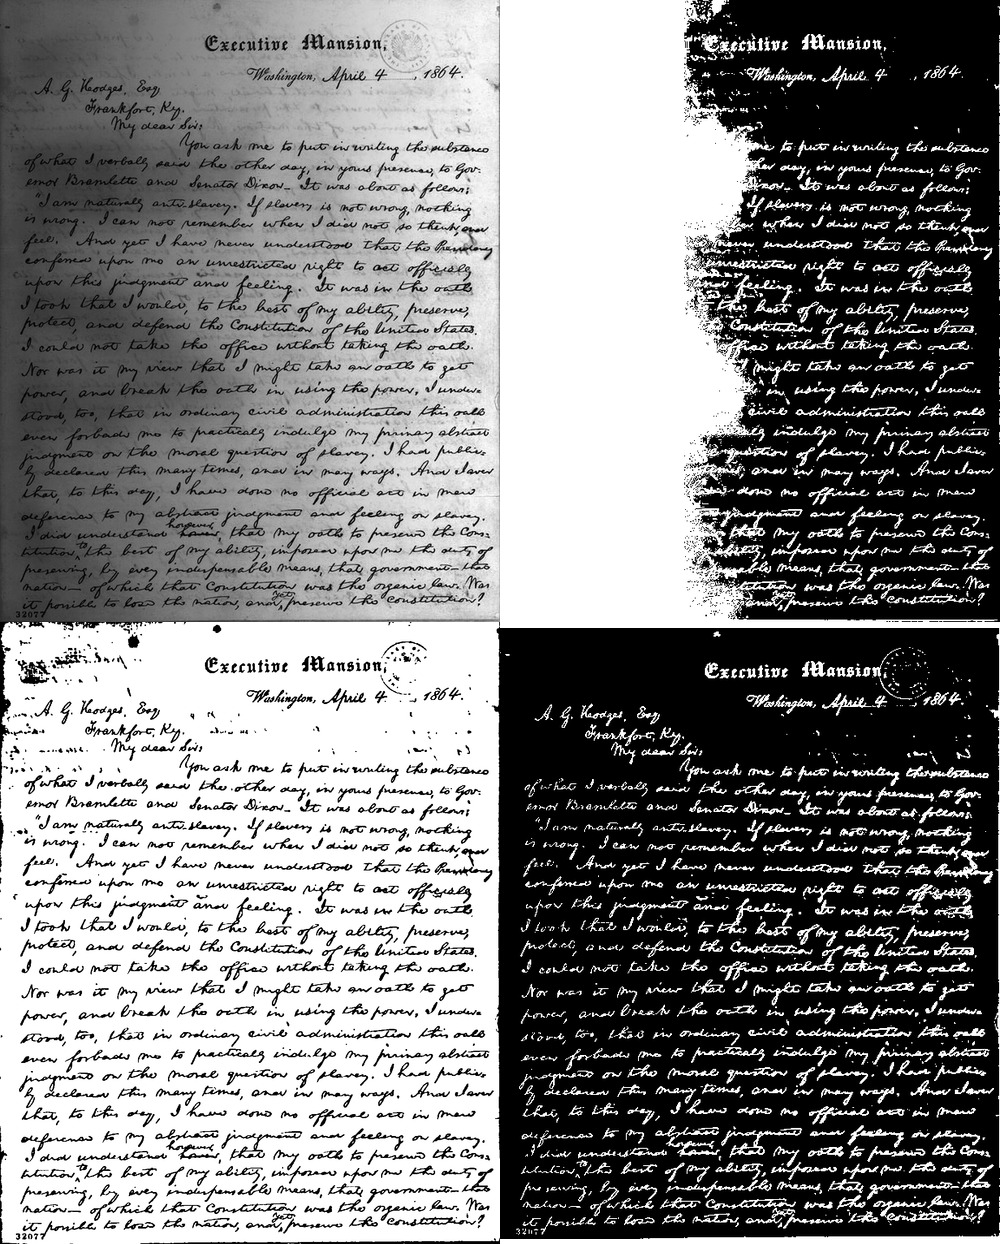 Executive Mansion,
Washington, April 4, 1864.
A. G. Hodges, Esq
Frankfort, Ky.
My dear Sir:
You ask me to put in writing the substance
of what I verbally said the other day, in your presence, to Gov-
ernor Bramlette and Senator Dixon— It was about as follows:
"I am naturally anti-slavery. If slavery is not wrong, nothing
is wrong. I can not remember when I did not so think, and
feel. And yet I have never understood that the Presidency
conferred upon me an unrestricted right to act officially
upon this judgment and feeling. It was in the oath
I took that I would, to the best of my ability, preserve,
protect, and defend the Constitution of the United States.
I could not take the office without taking the oath.
Nor was it my view that I might take an oath to get
power, and break the oath in using the power. I under-
stood, too, that in ordinary civil administration this oath
even forbade me to practically indulge my primary abstract
judgment on the moral question of slavery. I had public-
ly declared this many times, and in many ways. And I aver
that, to this day, I have done no official act in mere
deference to my abstract judgment and feeling on slavery.
I did understand however, that my oath to preserve the Con-
stitution to the best of my ability, imposed upon me the duty of
preserving, by every indispensable means, that government— that
nation— of which that Constitution was the organic law. Was
it possible to lose the nation, and yet preserve the constitution?
32077
Executive Mansion,
Washington, April 4, 1864.
me to put in writing the substance
her day, in your presence, to Gov-
Dixon— It was about as follows:
If slavery is not wrong, nothing
when I did not so think, and
never understood that the Presidency
unrestricted right to act officially
and feeling. It was in the oath
the best of my ability, preserve,
Constitution of the United States.
office without taking the oath.
I might take an oath to get
in using the power. I under-
civil administration this oath
indulge my primary abstract
question of slavery. I had public-
and in many ways. And I aver
done no official act in mere
judgment and feeling on slavery.
that my oath to preserve the Con-
ability, imposed upon me the duty of
means, that government— that
Constitution was the organic law. Was
and yet preserve the constitution?
Executive Mansion,
Washington, April 4, 1864.
A. G. Hodges, Esq
Frankfort, Ky.
My dear Sir:
You ask me to put in writing the substance
of what I verbally said the other day, in your presence, to Gov-
ernor Bramlette and Senator Dixon— It was about as follows:
"I am naturally anti-slavery. If slavery is not wrong, nothing
is wrong. I can not remember when I did not so think, and
feel. And yet I have never understood that the Presidency
conferred upon me an unrestricted right to act officially
upon this judgment and feeling. It was in the oath
I took that I would, to the best of my ability, preserve,
protect, and defend the Constitution of the United States.
I could not take the office without taking the oath.
Nor was it my view that I might take an oath to get
power, and break the oath in using the power. I under-
stood, too, that in ordinary civil administration this oath
even forbade me to practically indulge my primary abstract
judgment on the moral question of slavery. I had public-
ly declared this many times, and in many ways. And I aver
that, to this day, I have done no official act in mere
deference to my abstract judgment and feeling on slavery.
I did understand however, that my oath to preserve the Con-
stitution to the best of my ability, imposed upon me the duty of
preserving, by every indispensable means, that government— that
nation— of which that Constitution was the organic law. Was
it possible to lose the nation, and yet preserve the constitution?
32077
Executive Mansion,
Washington, April 4, 1864.
A. G. Hodges, Esq
Frankfort, Ky.
My dear Sir:
You ask me to put in writing the substance
of what I verbally said the other day, in your presence, to Gov-
ernor Bramlette and Senator Dixon— It was about as follows:
"I am naturally anti-slavery. If slavery is not wrong, nothing
is wrong. I can not remember when I did not so think, and
feel. And yet I have never understood that the Presidency
conferred upon me an unrestricted right to act officially
upon this judgment and feeling. It was in the oath
I took that I would, to the best of my ability, preserve,
protect, and defend the Constitution of the United States.
I could not take the office without taking the oath.
Nor was it my view that I might take an oath to get
power, and break the oath in using the power. I under-
stood, too, that in ordinary civil administration this oath
even forbade me to practically indulge my primary abstract
judgment on the moral question of slavery. I had public-
ly declared this many times, and in many ways. And I aver
that, to this day, I have done no official act in mere
deference to my abstract judgment and feeling on slavery.
I did understand however, that my oath to preserve the Con-
stitution to the best of my ability, imposed upon me the duty of
preserving, by every indispensable means, that government— that
nation— of which that Constitution was the organic law. Was
it possible to lose the nation, and yet preserve the constitution?
32077